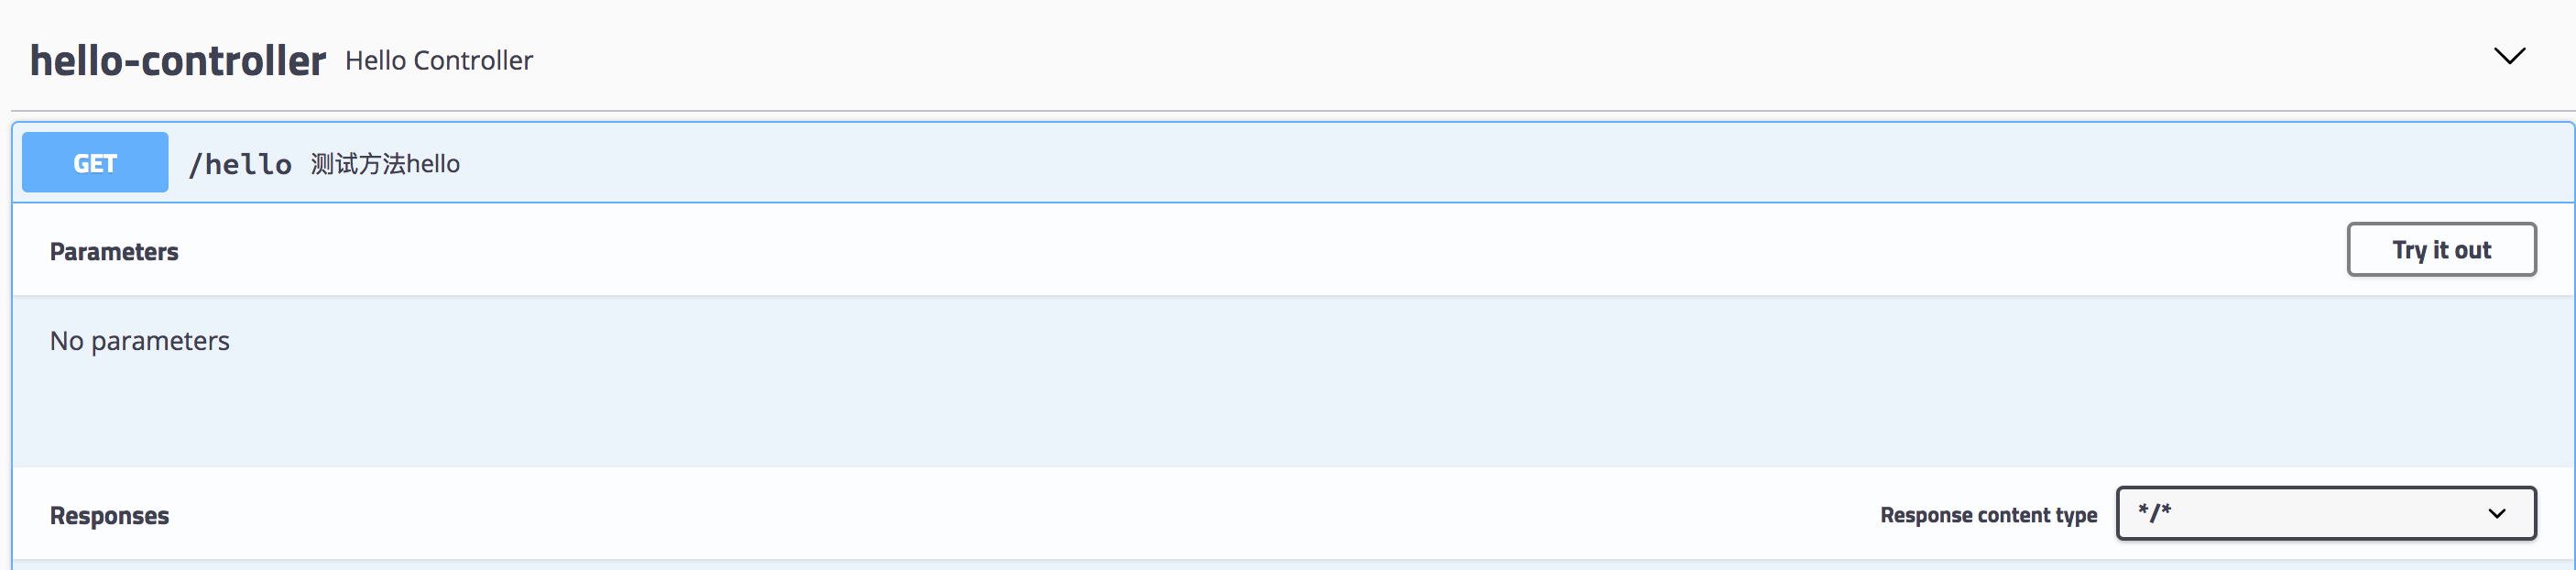 hello-controller Hello Controller
GET /hello 测试方法hello
Parameters Try it out
No parameters
Responses Response content type */*